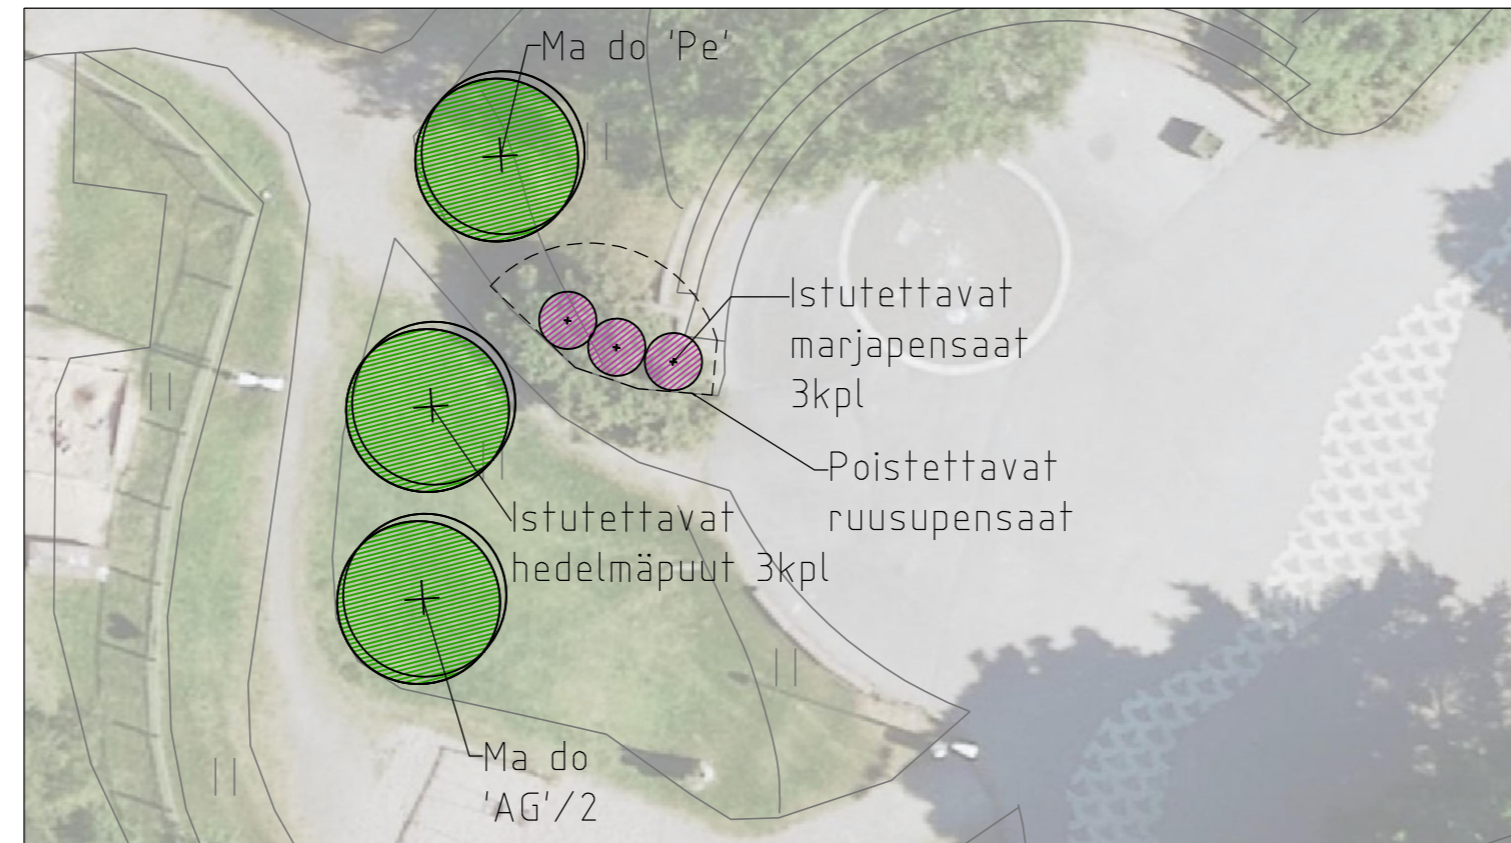 Ma do 'Pe'
Istutettavat
marjapensaat
3kpl
Poistettavat
ruusupensaat
Istutettavat
hedelmäpuut 3kpl
Ma do
'AG'/2